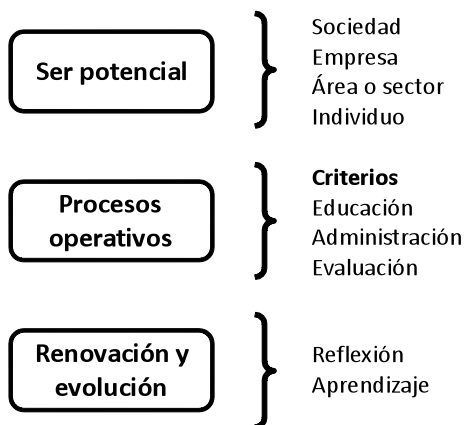 Ser potencial
Sociedad
Empresa
Área o sector
Individuo
Procesos
operativos
Criterios
Educación
Administración
Evaluación
Renovación y
evolución
Reflexión
Aprendizaje